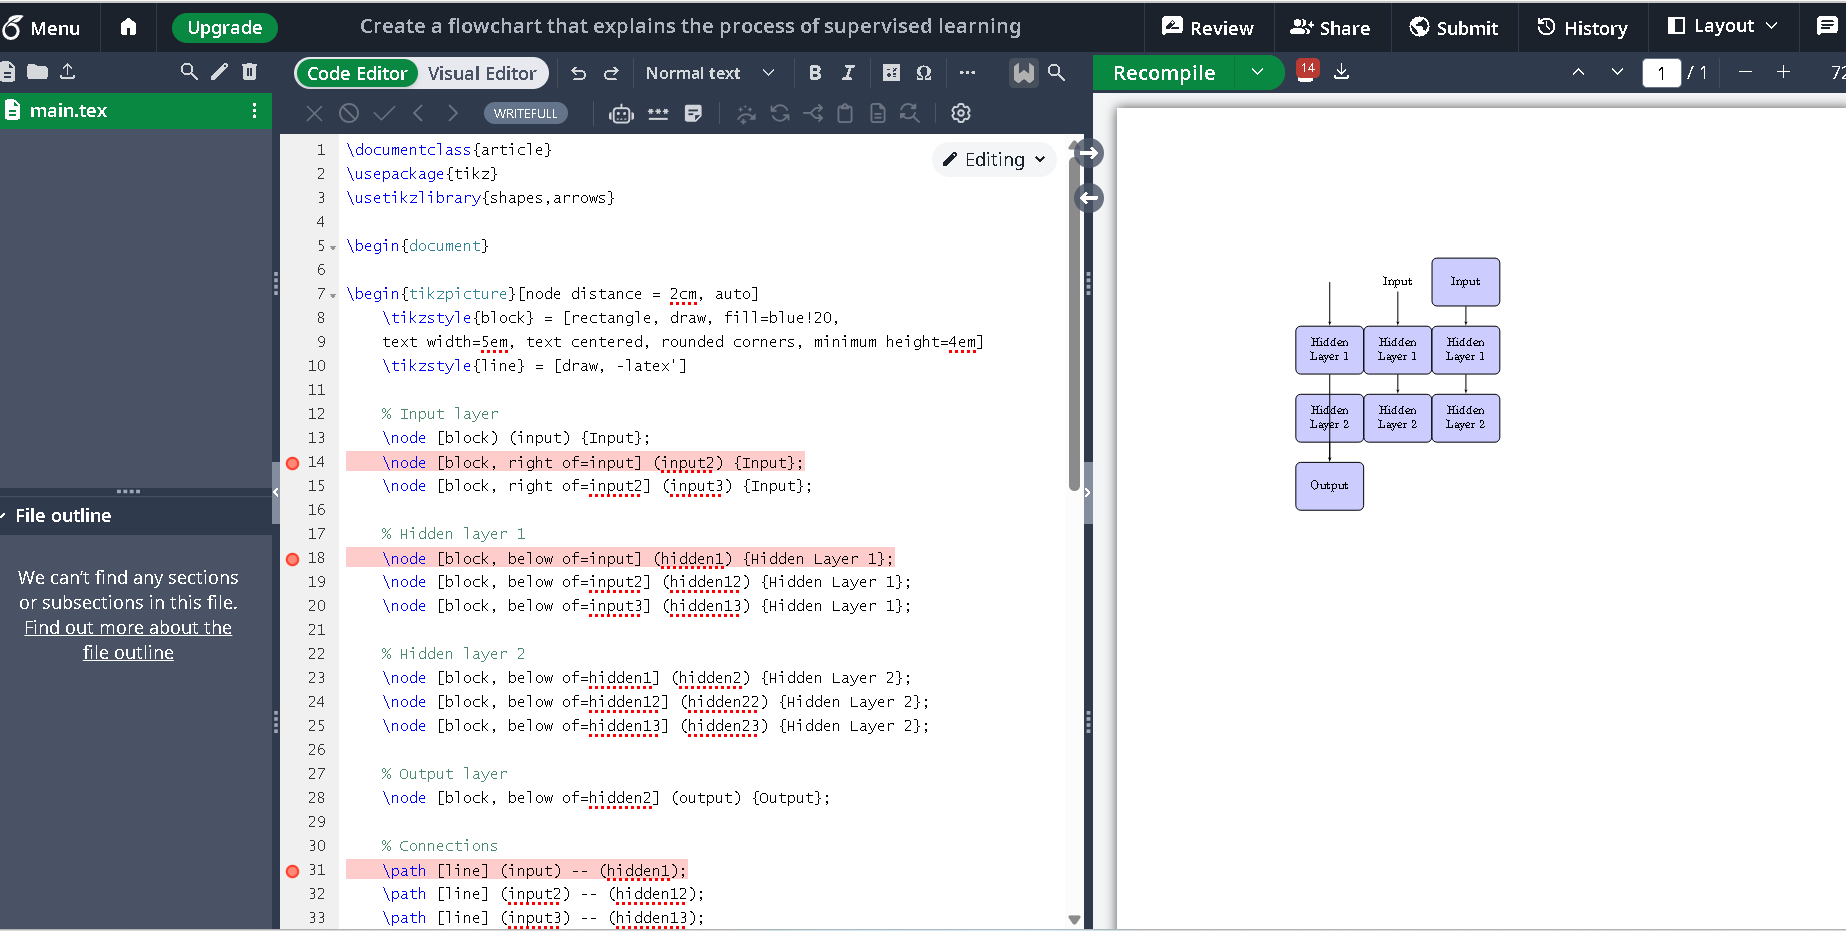 Menu
Upgrade
Create a flowchart that explains the process of supervised learning
Review
Share
Submit
History
Layout
Code Editor
Visual Editor
Normal text
B
I
Ω
Recompile
14
1
/ 1
72
main.tex
WRITEFULL
Editing
File outline
We can't find any sections
or subsections in this file.
Find out more about the
file outline
1 \documentclass{article}
2 \usepackage{tikz}
3 \usetikzlibrary{shapes,arrows}
4
5 \begin{document}
6
7 \begin{tikzpicture}[node distance = 2cm, auto]
8 \tikzstyle{block} = [rectangle, draw, fill=blue!20,
9 text width=5em, text centered, rounded corners, minimum height=4em]
10 \tikzstyle{line} = [draw, -latex']
11
12 % Input layer
13 \node [block) (input) {Input};
14 \node [block, right of=input] (input2) {Input};
15 \node [block, right of=input2] (input3) {Input};
16
17 % Hidden layer 1
18 \node [block, below of=input] (hidden1) {Hidden Layer 1};
19 \node [block, below of=input2] (hidden12) {Hidden Layer 1};
20 \node [block, below of=input3] (hidden13) {Hidden Layer 1};
21
22 % Hidden layer 2
23 \node [block, below of=hidden1] (hidden2) {Hidden Layer 2};
24 \node [block, below of=hidden12] (hidden22) {Hidden Layer 2};
25 \node [block, below of=hidden13] (hidden23) {Hidden Layer 2};
26
27 % Output layer
28 \node [block, below of=hidden2] (output) {Output};
29
30 % Connections
31 \path [line] (input) -- (hidden1);
32 \path [line] (input2) -- (hidden12);
33 \path [line] (input3) -- (hidden13);
Input
Input
Hidden
Layer 1
Hidden
Layer 1
Hidden
Layer 1
Hidden
Layer 2
Hidden
Layer 2
Hidden
Layer 2
Output